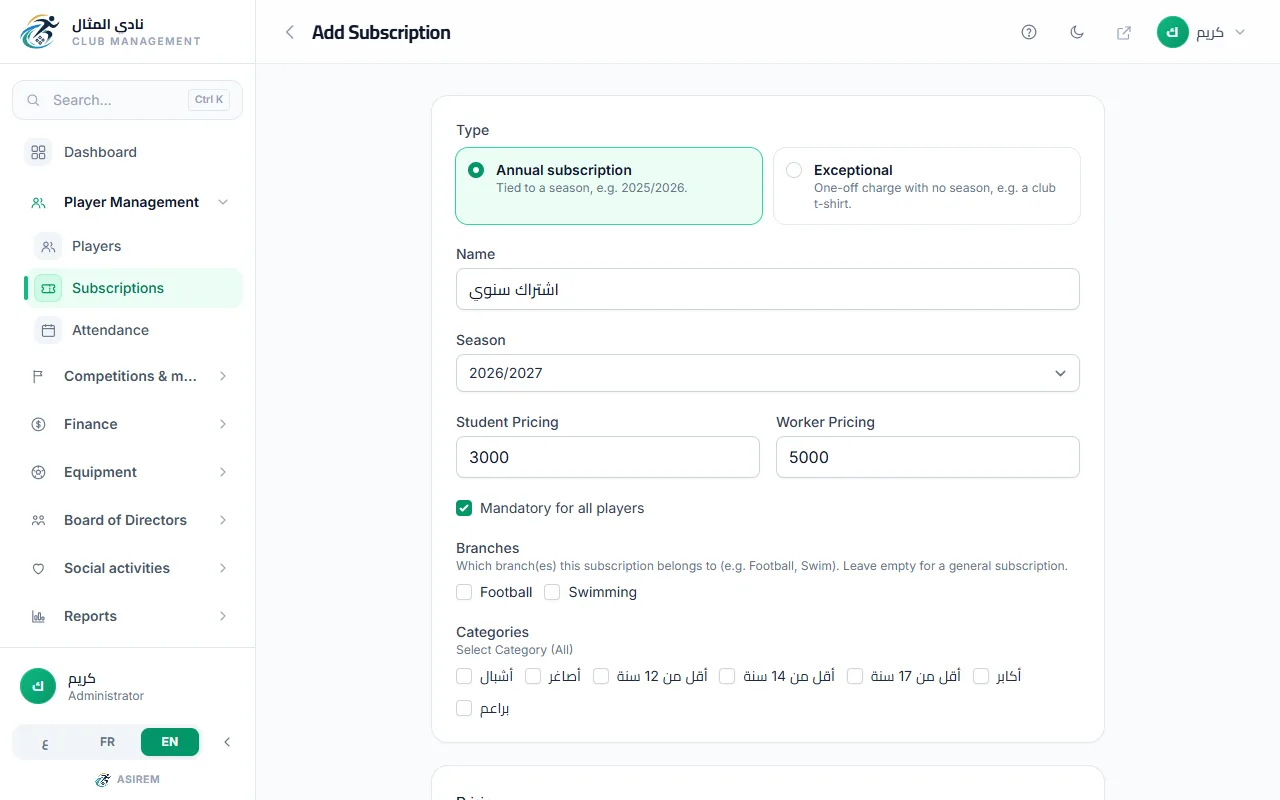 نادي المثال
CLUB MANAGEMENT
Search...
Ctrl K
Dashboard
Player Management
Players
Subscriptions
Attendance
Competitions & m...
Finance
Equipment
Board of Directors
Social activities
Reports
ك
كريم
Administrator
ع
FR
EN
ASIREM
Add Subscription
ك
كريم
Type
Annual subscription
Tied to a season, e.g. 2025/2026.
Exceptional
One-off charge with no season, e.g. a club
t-shirt.
Name
اشتراك سنوي
Season
2026/2027
Student Pricing
Worker Pricing
3000
5000
Mandatory for all players
Branches
Which branch(es) this subscription belongs to (e.g. Football, Swim). Leave empty for a general subscription.
Football
Swimming
Categories
Select Category (All)
أشبال
أصاغر
أقل من 12 سنة
أقل من 14 سنة
أقل من 17 سنة
أكابر
براعم